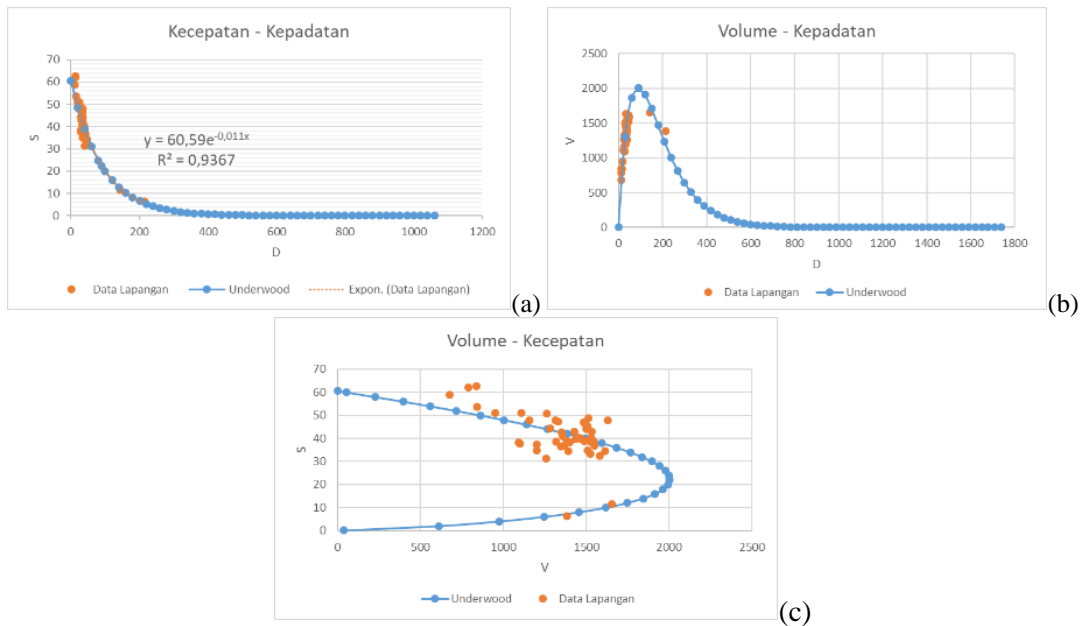 Kecepatan - Kepadatan
70
60
50
40
30
20
10
0
S
y = 60,59e^-0,011x
R² = 0,9367
0 200 400 600 800 1000 1200
D
Data Lapangan Underwood Expon. (Data Lapangan)
(a)
Volume - Kepadatan
2500
2000
1500
1000
500
0
V
0 200 400 600 800 1000 1200 1400 1600 1800
D
Data Lapangan Underwood
(b)
Volume - Kecepatan
70
60
50
40
30
20
10
0
S
0 500 1000 1500 2000 2500
V
Underwood Data Lapangan
(c)